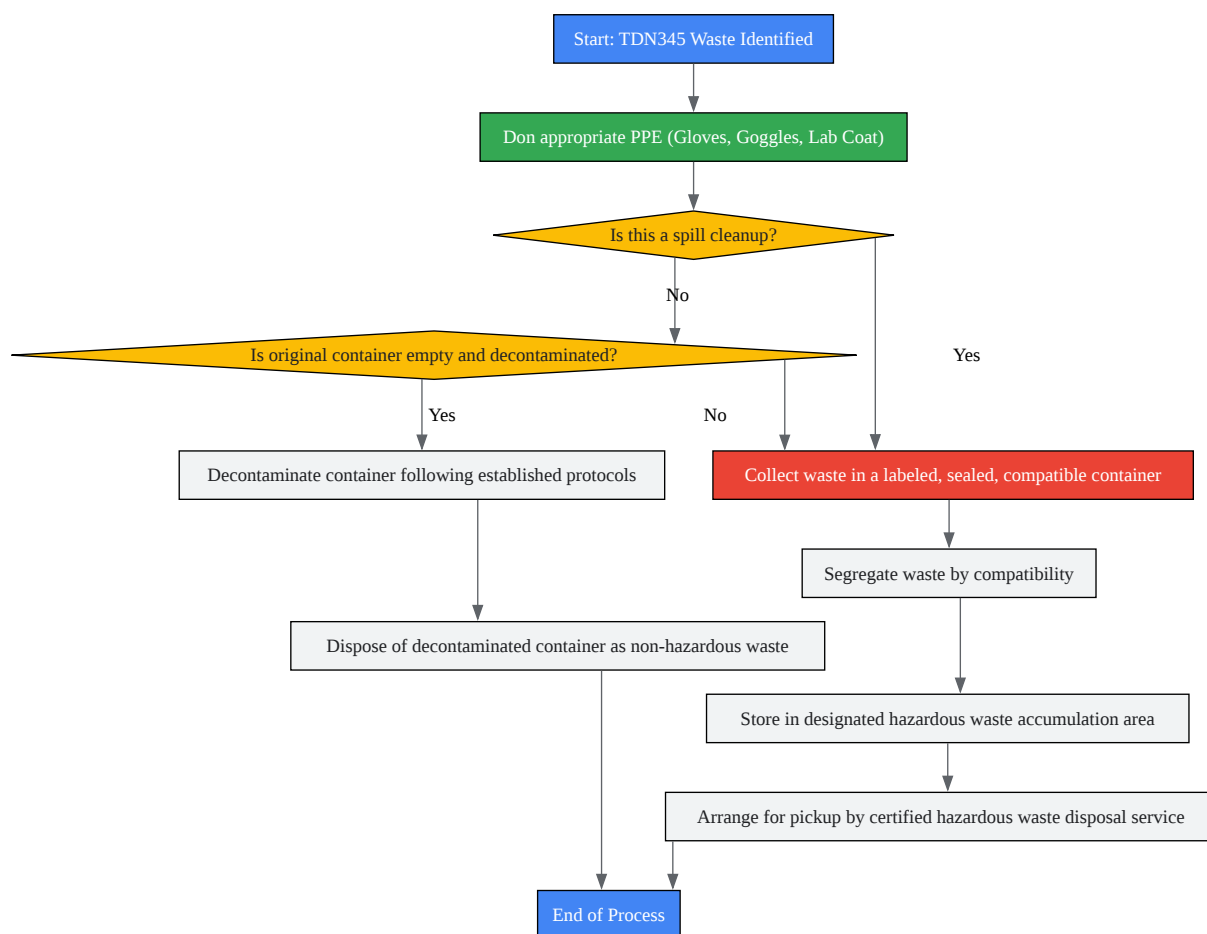 Start: TDN345 Waste Identified
Don appropriate PPE (Gloves, Goggles, Lab Coat)
Is this a spill cleanup?
No
Is original container empty and decontaminated?
Yes
Yes
No
Decontaminate container following established protocols
Collect waste in a labeled, sealed, compatible container
Segregate waste by compatibility
Dispose of decontaminated container as non-hazardous waste
Store in designated hazardous waste accumulation area
Arrange for pickup by certified hazardous waste disposal service
End of Process